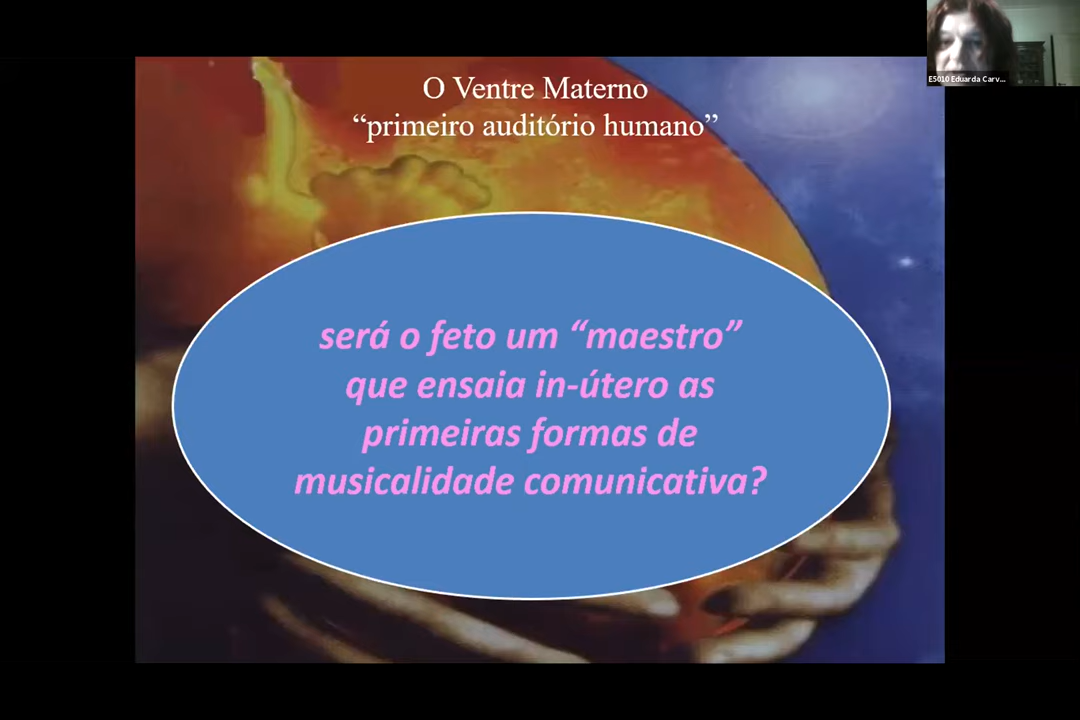 O Ventre Materno
“primeiro auditório humano”
será o feto um “maestro”
que ensaia in-útero as
primeiras formas de
musicalidade comunicativa?
E5010 Eduarda Carv...